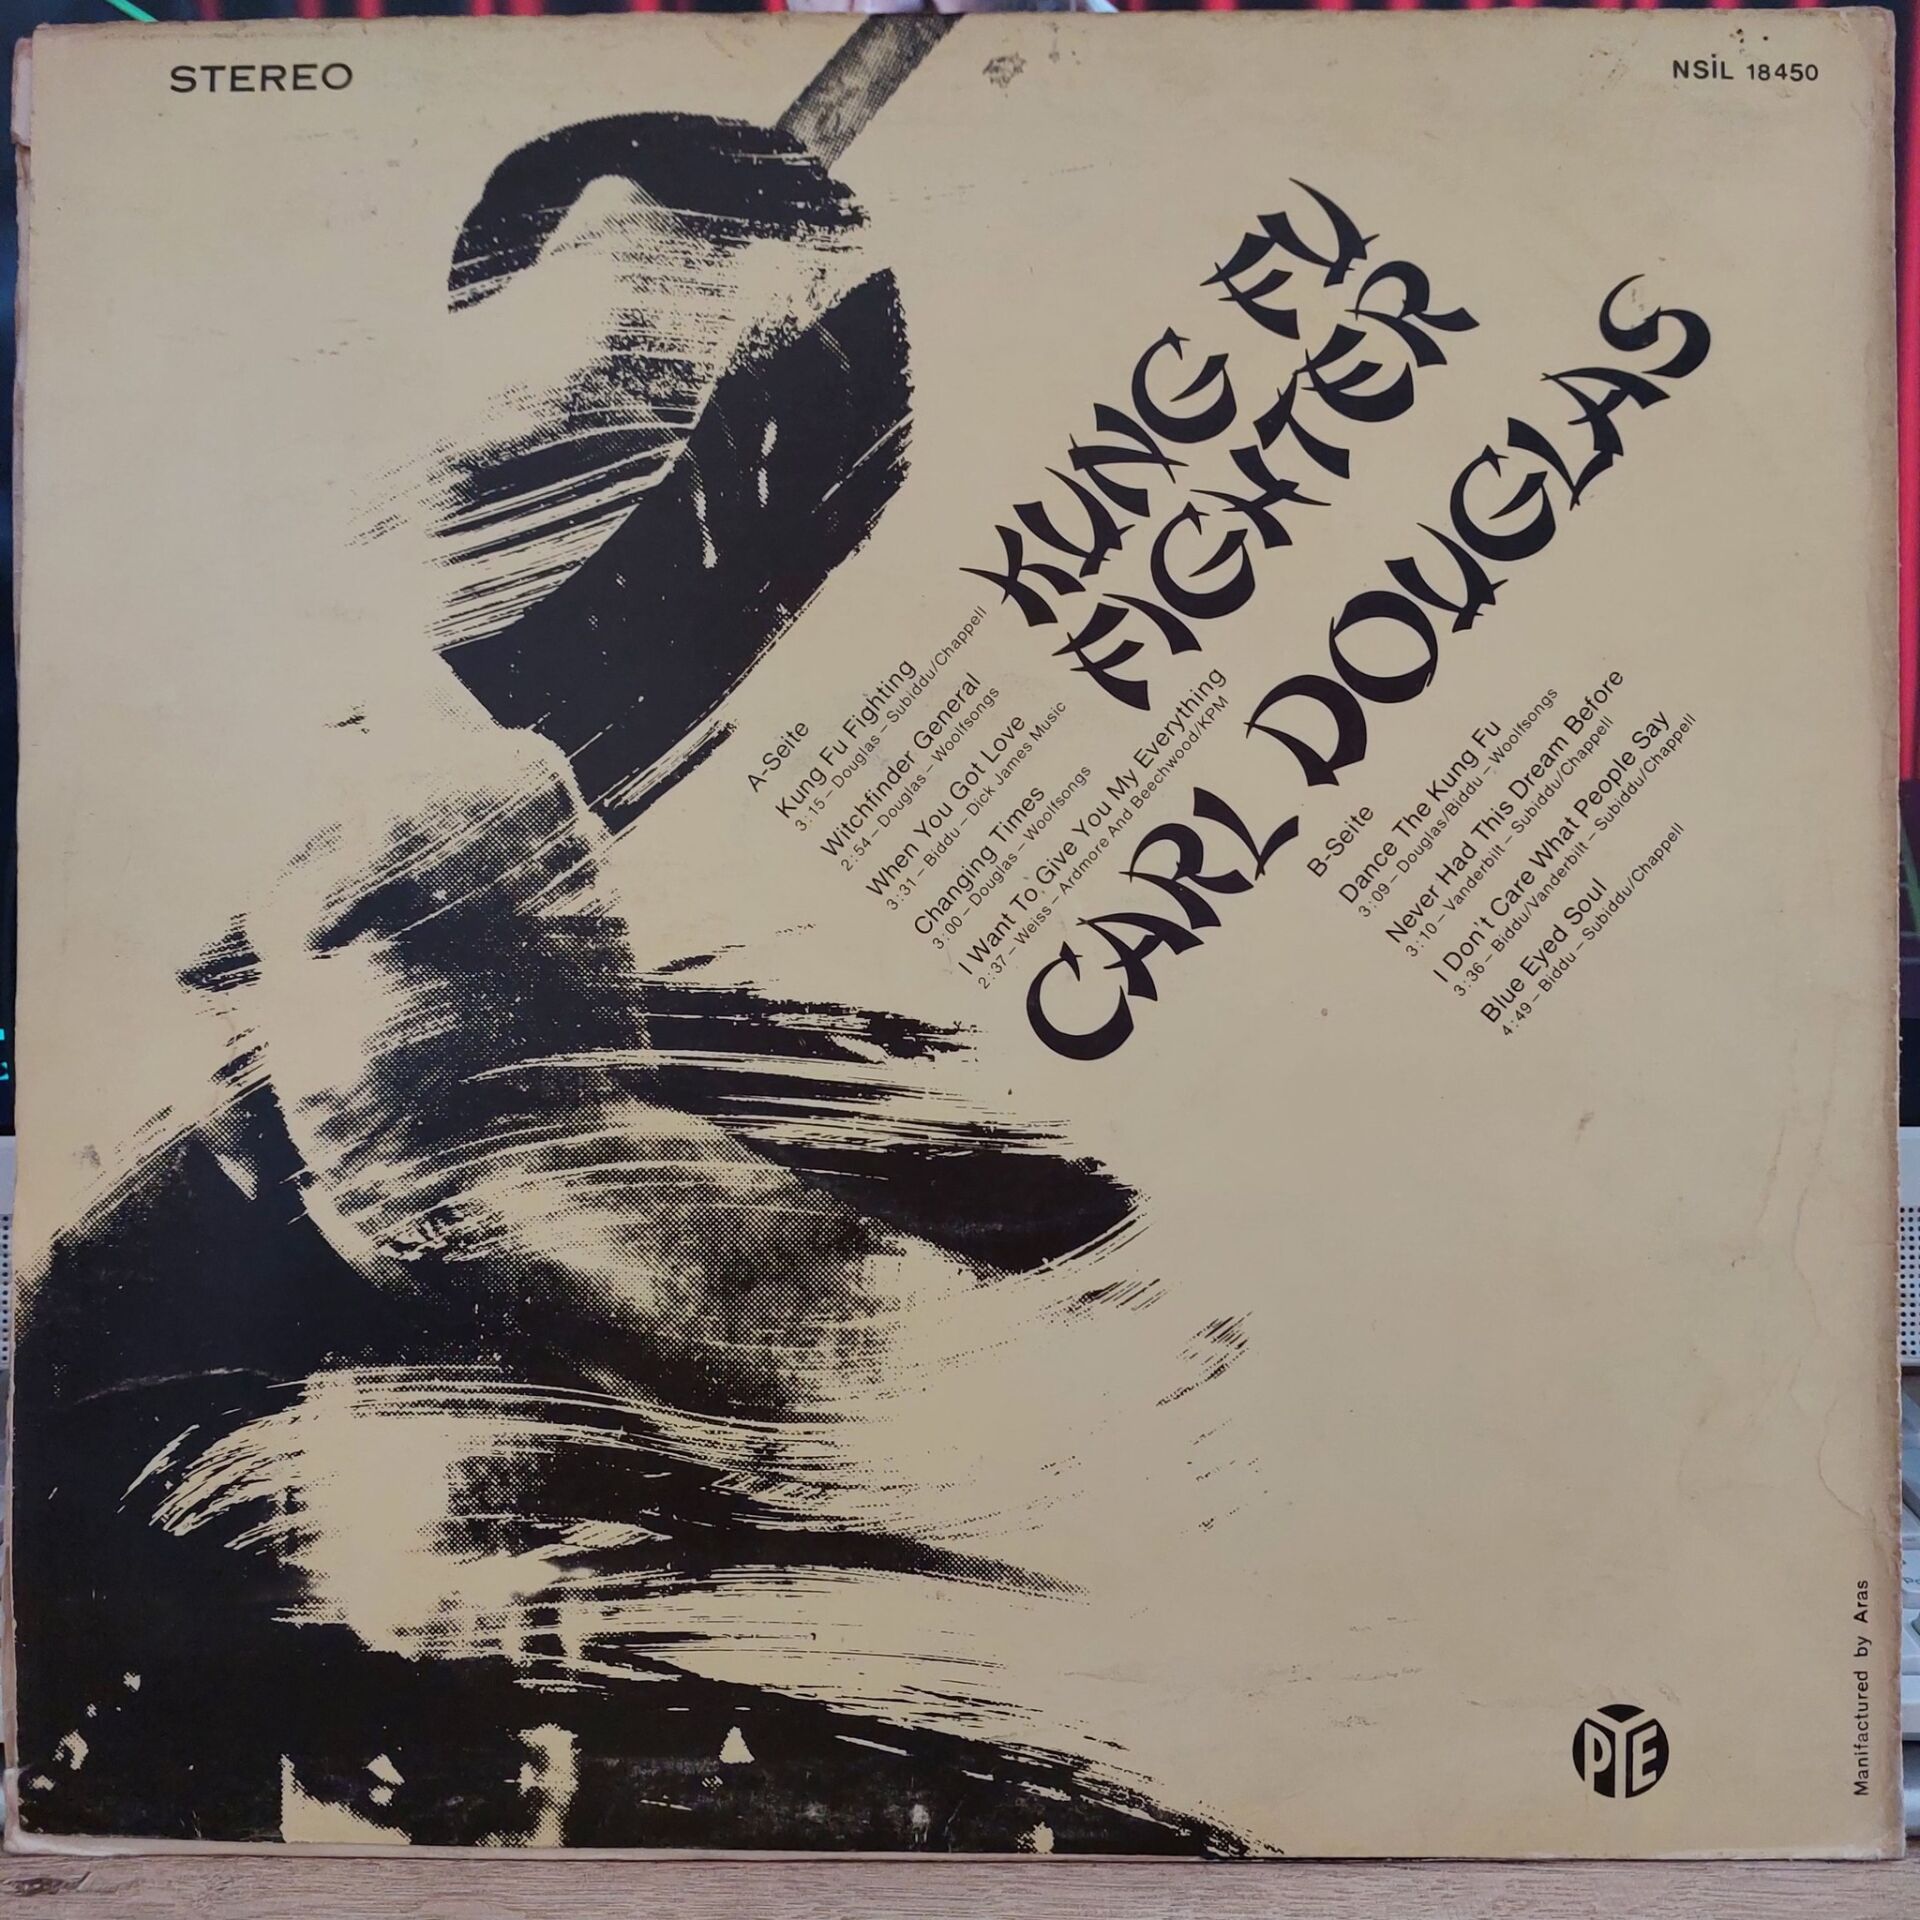 STEREO
NSİL 18450
KUNG FU
FIGHTER
CARL DOUGLAS
A-Seite
Kung Fu Fighting
3:15 – Douglas – Subiddu/Chappell
Witchfinder General
2:54 – Douglas – Woolfsongs
When You Got Love
3:31 – Biddu – Dick James Music
Changing Times
3:00 – Douglas – Woolfsongs
I Want To Give You My Everything
2:37 – Weiss – Ardmore And Beechwood/KPM
B-Seite
Dance The Kung Fu
3:09 – Douglas/Biddu – Woolfsongs
Never Had This Dream Before
3:10 – Vanderbilt – Subiddu/Chappell
I Don't Care What People Say
3:36 – Biddu/Vanderbilt – Subiddu/Chappell
Blue Eyed Soul
4:49 – Biddu – Subiddu/Chappell
PYE
Manifactured by Aras